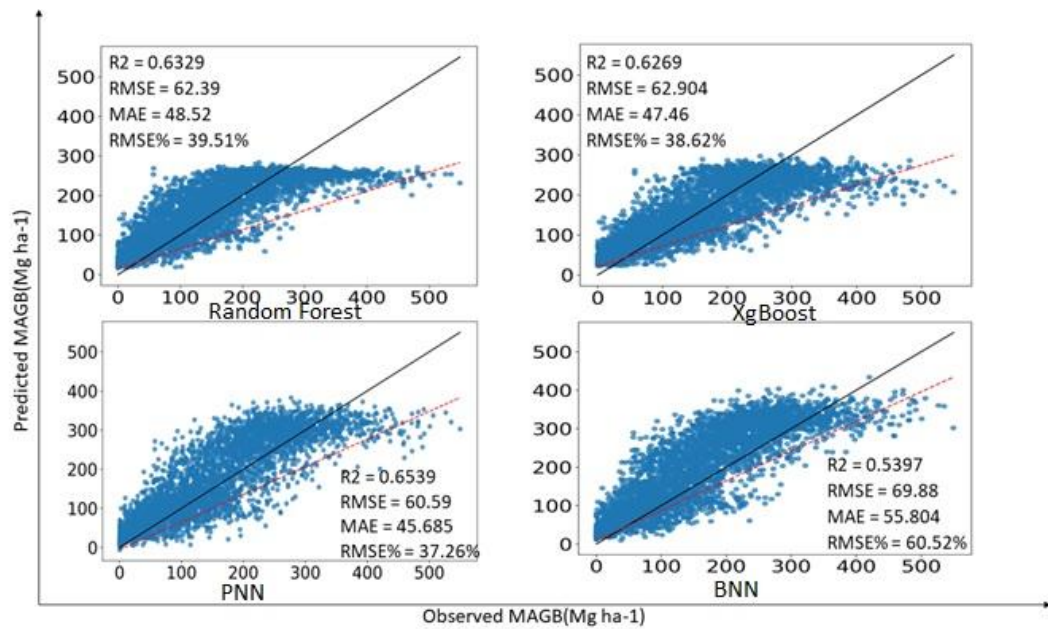 Predicted MAGB(Mg ha-1)
R2 = 0.6329
RMSE = 62.39
MAE = 48.52
RMSE% = 39.51%
500
400
300
200
100
0
0 100 200 300 400 500
Random Forest
R2 = 0.6269
RMSE = 62.904
MAE = 47.46
RMSE% = 38.62%
500
400
300
200
100
0
0 100 200 300 400 500
XgBoost
500
400
300
200
100
0
R2 = 0.6539
RMSE = 60.59
MAE = 45.685
RMSE% = 37.26%
0 100 200 300 400 500
PNN
500
400
300
200
100
0
R2 = 0.5397
RMSE = 69.88
MAE = 55.804
RMSE% = 60.52%
0 100 200 300 400 500
BNN
Observed MAGB(Mg ha-1)